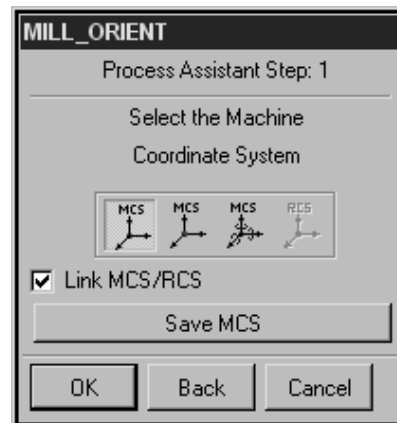 MILL_ORIENT
Process Assistant Step: 1
Select the Machine
Coordinate System
MCS MCS MCS RCS
Link MCS/RCS
Save MCS
OK Back Cancel